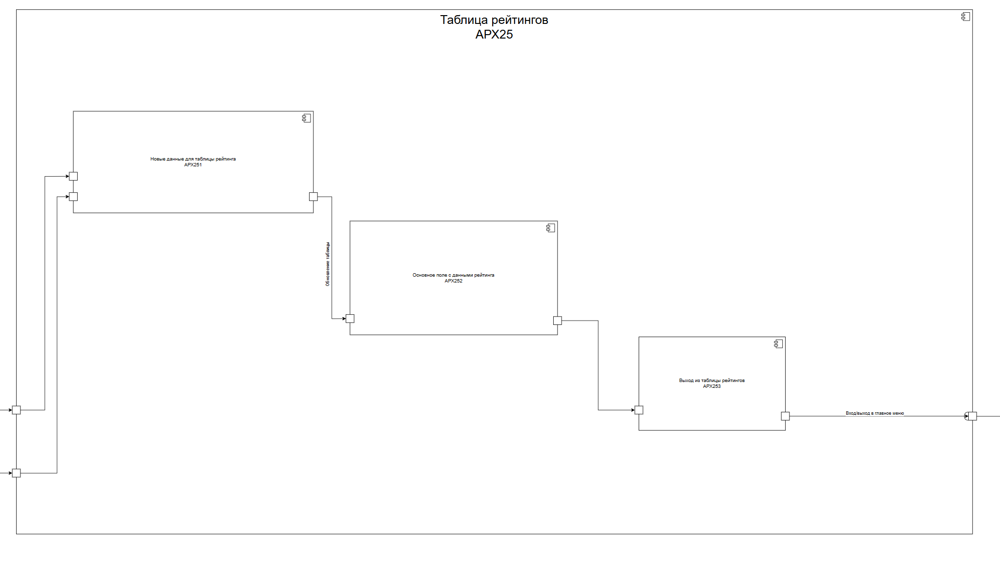 Таблица рейтингов
АРХ25
Новые данные для таблицы рейтинга
АРХ251
Обновление таблицы
Основное поле с данными рейтинга
АРХ252
Выход из таблицы рейтингов
АРХ253
Вход/выход в главное меню